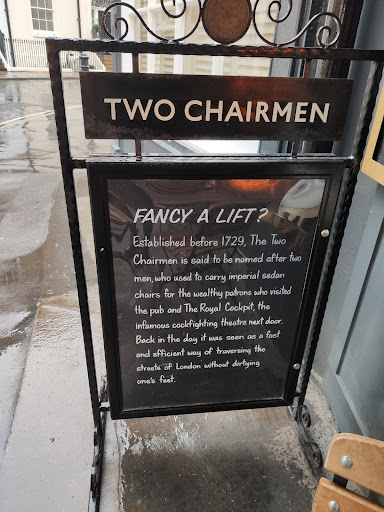 TWO CHAIRMEN
FANCY A LIFT?
Established before 1729, The Two
Chairmen is said to be named after two
men, who used to carry imperial sedan
chairs for the wealthy patrons who visited
the pub and The Royal Cockpit, the
infamous cockfighting theatre next door.
Back in the day it was seen as a fast
and efficient way of traversing the
streets of London without dirtying
one's feet.